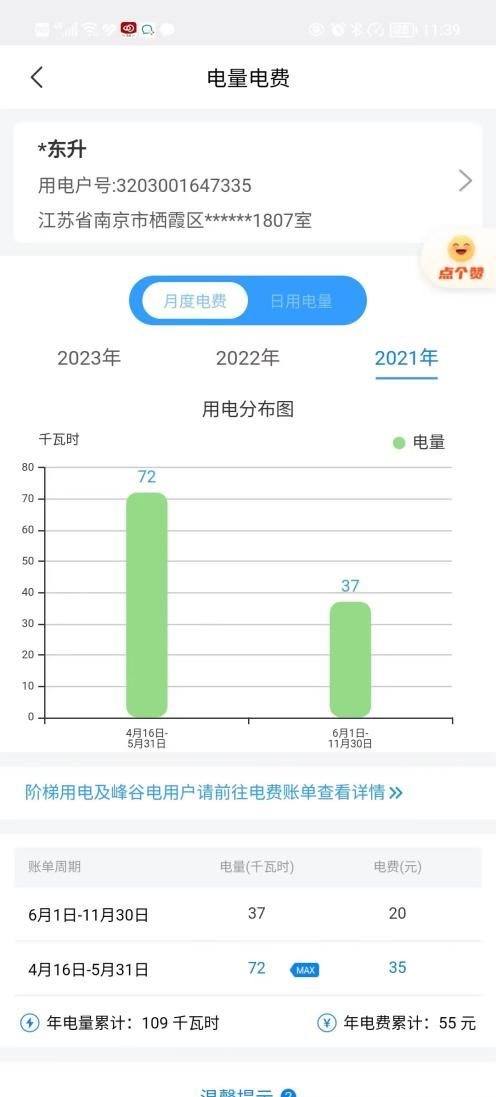 11:39
电量电费
*东升
用电户号:3203001647335
江苏省南京市栖霞区******1807室
点个赞
月度电费 日用电量
2023年 2022年 2021年
用电分布图
千瓦时 电量
80
70
60
50
40
30
20
10
0
72
37
4月16日-
5月31日
6月1日-
11月30日
阶梯用电及峰谷电用户请前往电费账单查看详情
账单周期 电量(千瓦时) 电费(元)
6月1日-11月30日 37 20
4月16日-5月31日 72 MAX 35
年电量累计：109 千瓦时 ¥ 年电费累计：55 元
温馨提示 ?